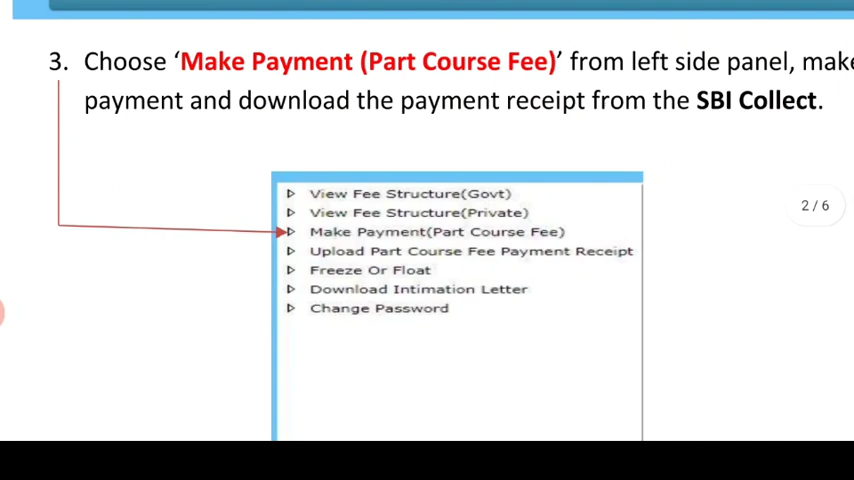 3. Choose ‘Make Payment (Part Course Fee)’ from left side panel, make
payment and download the payment receipt from the SBI Collect.
View Fee Structure(Govt)
View Fee Structure(Private)
2 / 6
Make Payment(Part Course Fee)
Upload Part Course Fee Payment Receipt
Freeze Or Float
Download Intimation Letter
Change Password